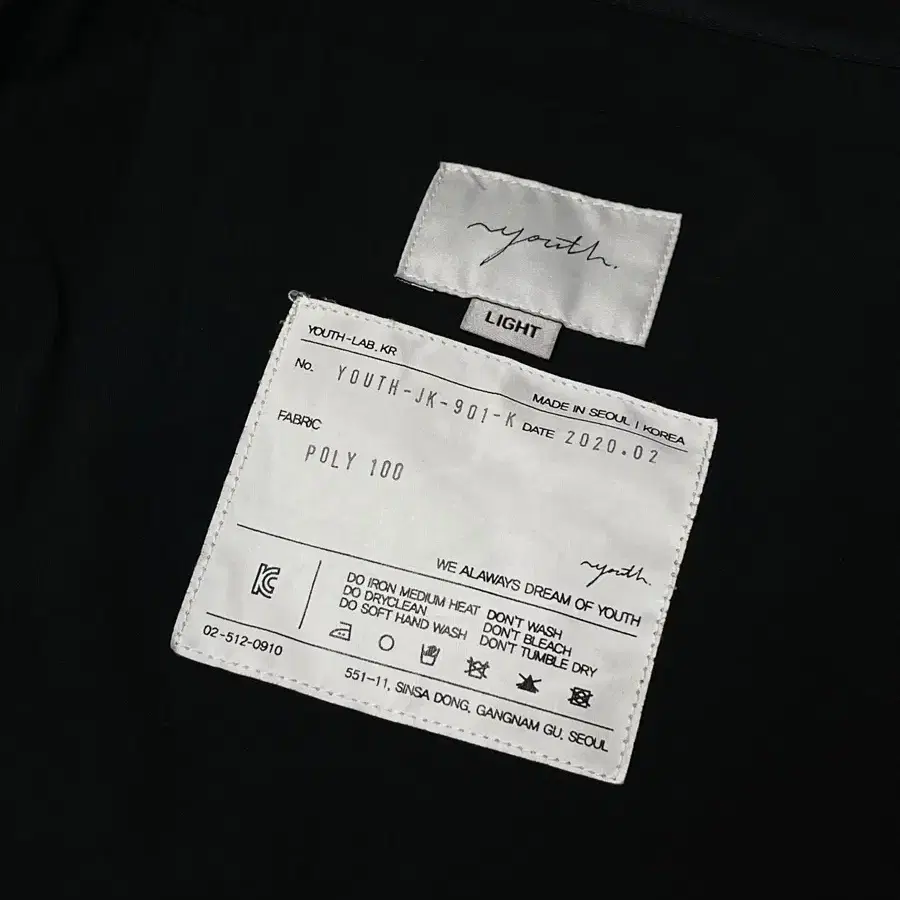 youth.
LIGHT
YOUTH-LAB.KR
MADE IN SEOUL | KOREA
No. YOUTH-JK-901-K DATE 2020.02
FABRIC
POLY 100
youth.
WE ALAWAYS DREAM OF YOUTH
DO IRON MEDIUM HEAT DON'T WASH
DO DRYCLEAN DON'T BLEACH
DO SOFT HAND WASH DON'T TUMBLE DRY
02-512-0910
551-11, SINSA DONG, GANGNAM GU, SEOUL